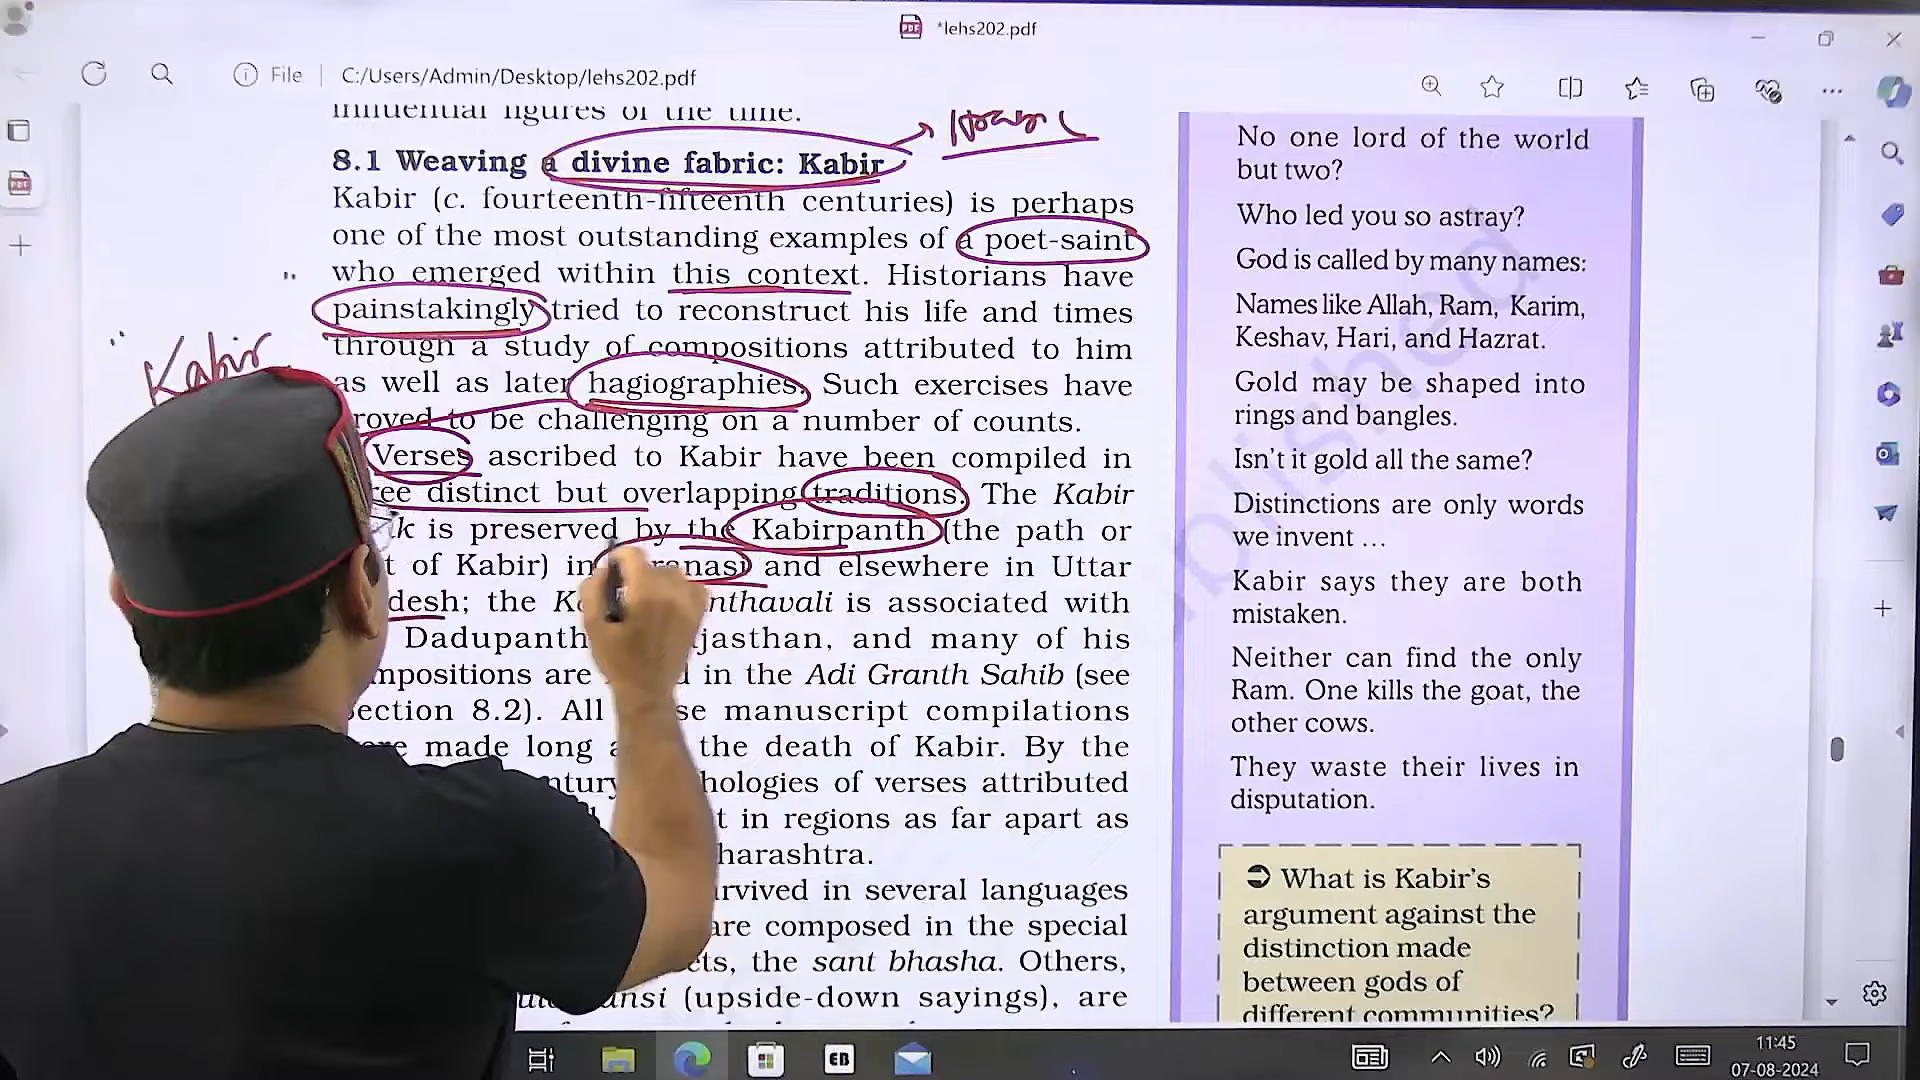 *lehs202.pdf
File
C:/Users/Admin/Desktop/lehs202.pdf
influential figures of the time.
8.1 Weaving a divine fabric: Kabir
Kabir (c. fourteenth-fifteenth centuries) is perhaps
one of the most outstanding examples of a poet-saint
who emerged within this context. Historians have
painstakingly tried to reconstruct his life and times
through a study of compositions attributed to him
as well as later hagiographies. Such exercises have
proved to be challenging on a number of counts.
Verses ascribed to Kabir have been compiled in
distinct but overlapping traditions. The Kabir
is preserved by the Kabirpanth (the path or
of Kabir) in and elsewhere in Uttar
the is associated with
and many of his
are in the Adi Granth Sahib (see
Section 8.2). All manuscript compilations
made long the death of Kabir. By the
of verses attributed
in regions as far apart as
in several languages
are composed in the special
the sant bhasha. Others,
(upside-down sayings), are
Kabir
No one lord of the world
but two?
Who led you so astray?
God is called by many names:
Names like Allah, Ram, Karim,
Keshav, Hari, and Hazrat.
Gold may be shaped into
rings and bangles.
Isn't it gold all the same?
Distinctions are only words
we invent ...
Kabir says they are both
mistaken.
Neither can find the only
Ram. One kills the goat, the
other cows.
They waste their lives in
disputation.
What is Kabir's
argument against the
distinction made
between gods of
different communities?
EB
11:45
07-08-2024